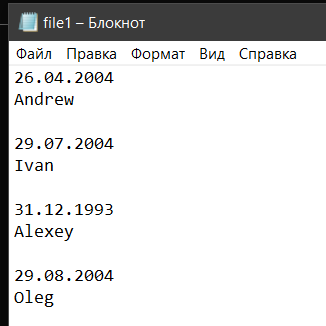 file1 – Блокнот
Файл Правка Формат Вид Справка
26.04.2004
Andrew
29.07.2004
Ivan
31.12.1993
Alexey
29.08.2004
Oleg